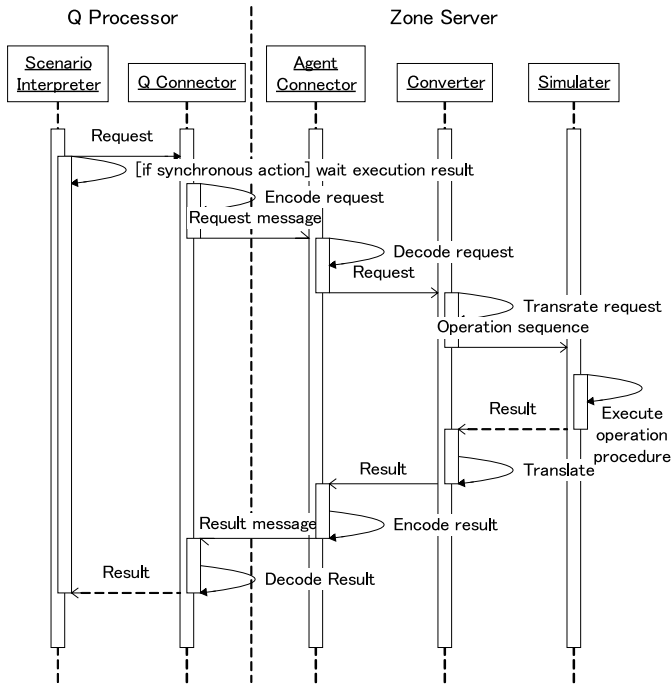 Q Processor
Zone Server
Scenario
Interpreter
Q Connector
Agent
Connector
Converter
Simulater
Request
[if synchronous action] wait execution result
Encode request
Request message
Decode request
Request
Transrate request
Operation sequence
Execute
operation
procedure
Result
Translate
Result
Encode result
Result message
Decode Result
Result